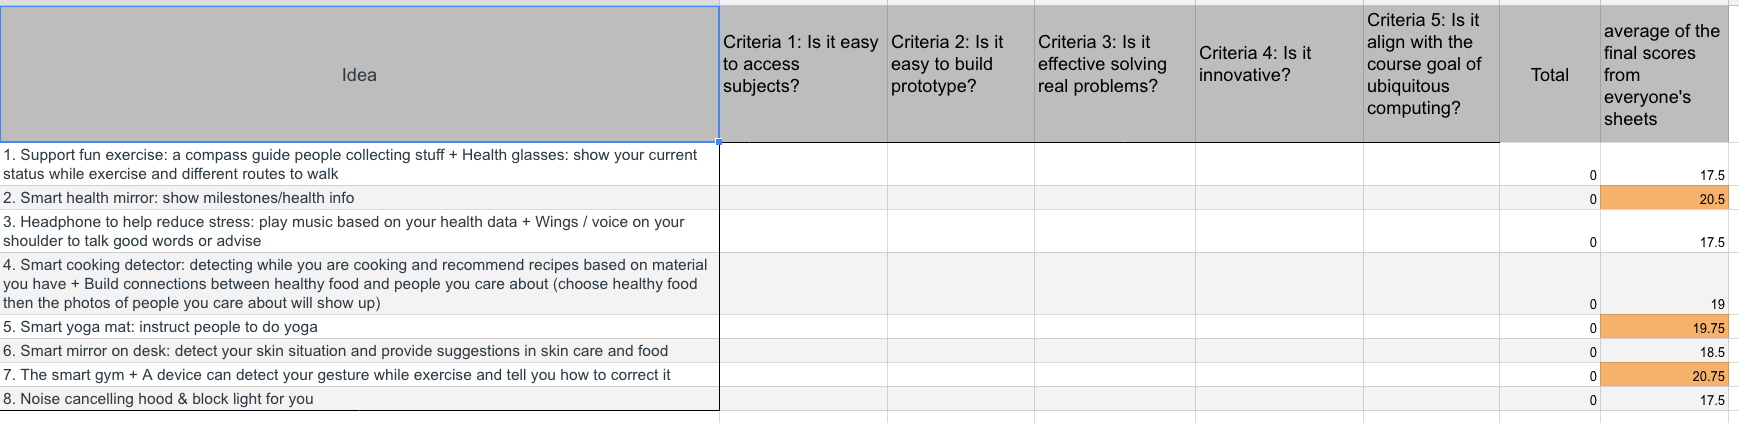 Idea
Criteria 1: Is it easy
to access
subjects?
Criteria 2: Is it
easy to build
prototype?
Criteria 3: Is it
effective solving
real problems?
Criteria 4: Is it
innovative?
Criteria 5: Is it
align with the
course goal of
ubiquitous
computing?
Total
average of the
final scores
from
everyone's
sheets
1. Support fun exercise: a compass guide people collecting stuff + Health glasses: show your current
status while exercise and different routes to walk
0
17.5
2. Smart health mirror: show milestones/health info
0
20.5
3. Headphone to help reduce stress: play music based on your health data + Wings / voice on your
shoulder to talk good words or advise
0
17.5
4. Smart cooking detector: detecting while you are cooking and recommend recipes based on material
you have + Build connections between healthy food and people you care about (choose healthy food
then the photos of people you care about will show up)
0
19
5. Smart yoga mat: instruct people to do yoga
0
19.75
6. Smart mirror on desk: detect your skin situation and provide suggestions in skin care and food
0
18.5
7. The smart gym + A device can detect your gesture while exercise and tell you how to correct it
0
20.75
8. Noise cancelling hood & block light for you
0
17.5